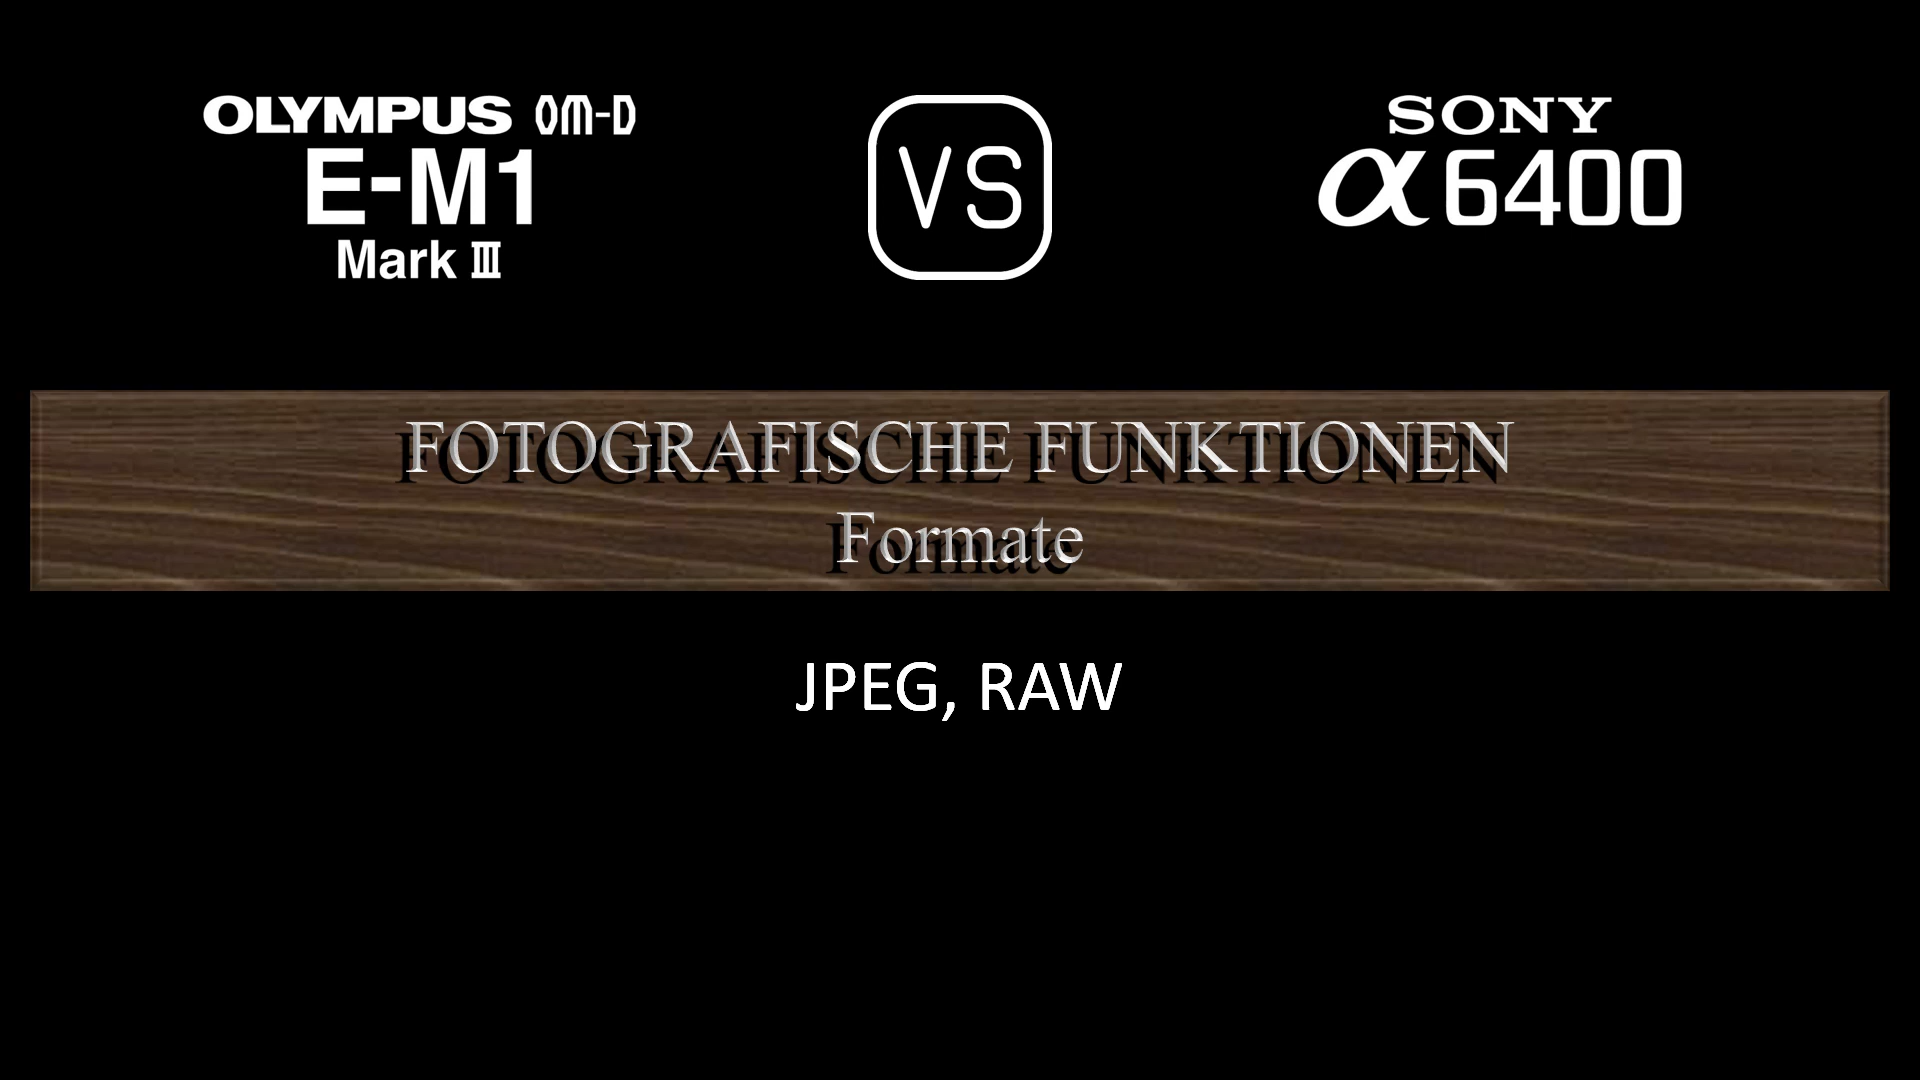 OLYMPUS OM-D
E-M1
Mark III
VS
SONY
α6400
FOTOGRAFISCHE FUNKTIONEN
Formate
JPEG, RAW